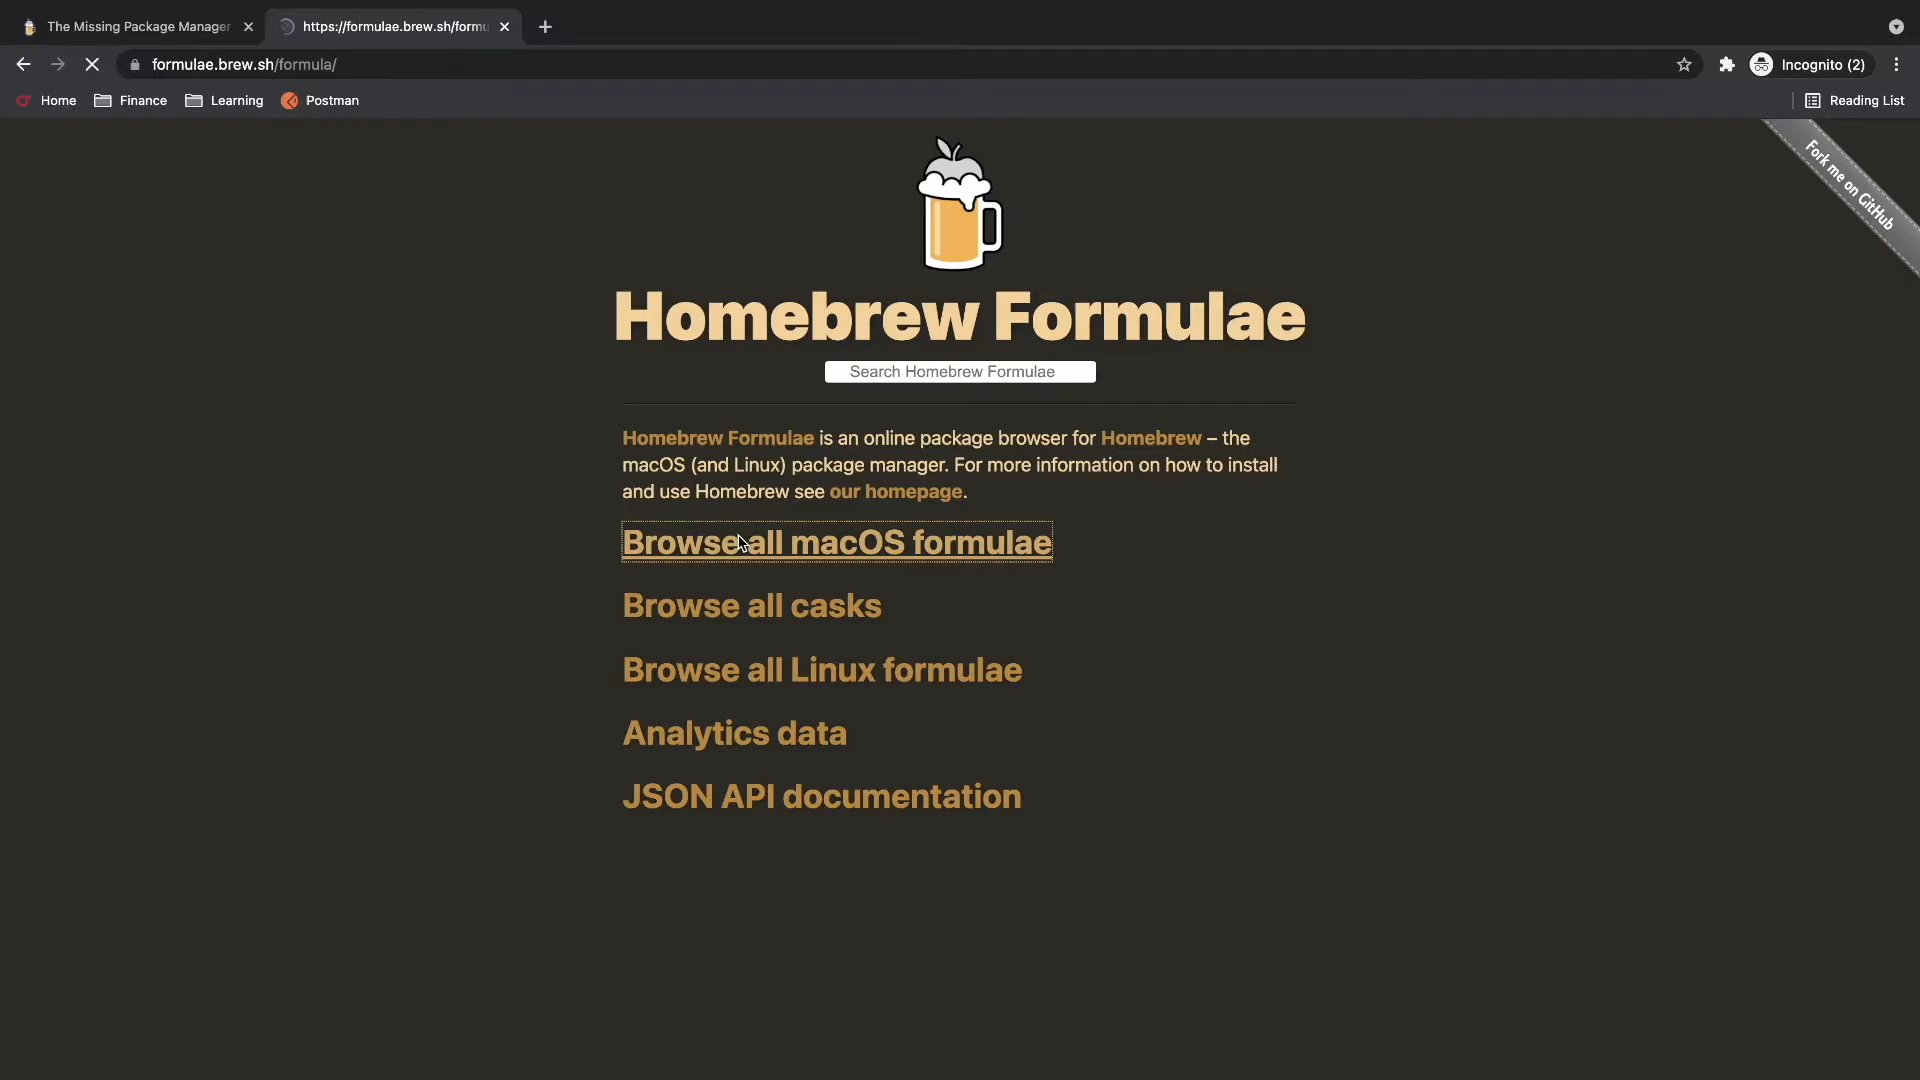 The Missing Package Manager
https://formulae.brew.sh/formu
formulae.brew.sh/formula/
Incognito (2)
Home
Finance
Learning
Postman
Reading List
Fork me on GitHub
Homebrew Formulae
Search Homebrew Formulae
Homebrew Formulae is an online package browser for Homebrew – the
macOS (and Linux) package manager. For more information on how to install
and use Homebrew see our homepage.
Browse all macOS formulae
Browse all casks
Browse all Linux formulae
Analytics data
JSON API documentation